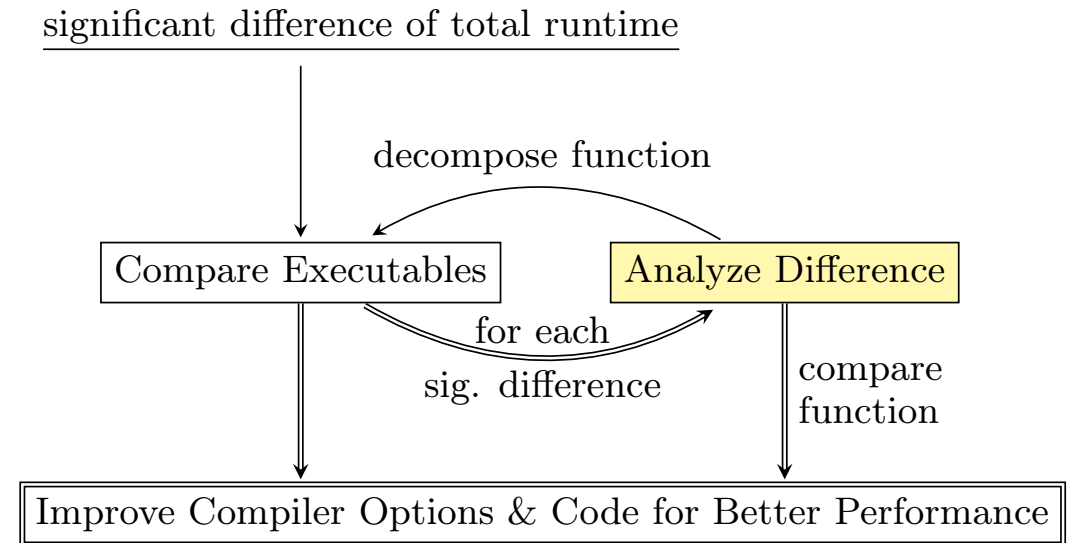 significant difference of total runtime
decompose function
Compare Executables
Analyze Difference
for each
sig. difference
compare
function
Improve Compiler Options & Code for Better Performance